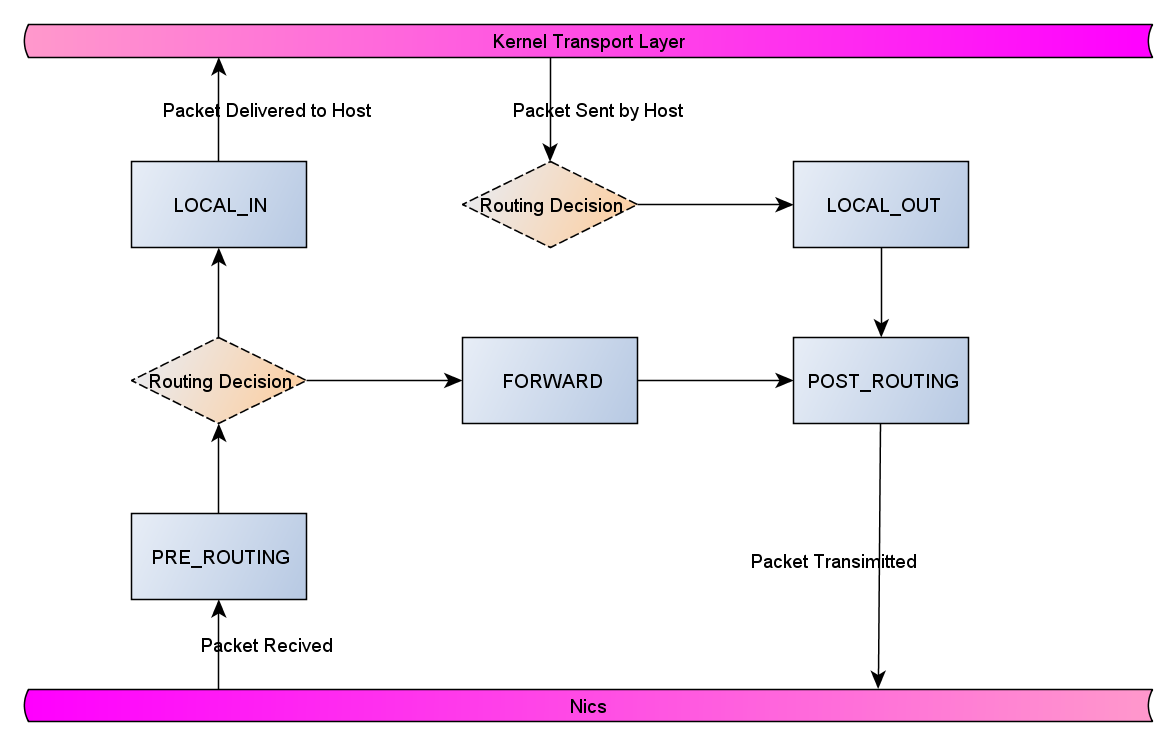 Kernel Transport Layer
Packet Delivered to Host
Packet Sent by Host
LOCAL_IN
Routing Decision
LOCAL_OUT
Routing Decision
FORWARD
POST_ROUTING
PRE_ROUTING
Packet Transimitted
Packet Recived
Nics